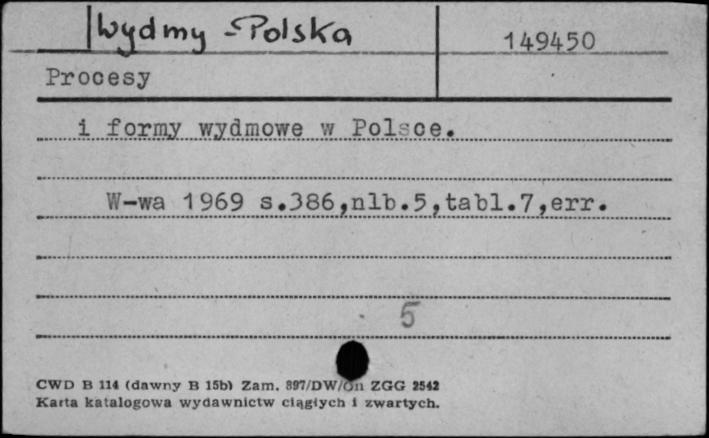 Wydmy - Polska
149450
Procesy
i formy wydmowe w Polsce.
W-wa 1969 s.386,nlb.5,tabl.7,err.
5
CWD B 114 (dawny B 15b) Zam. 897/DW/Gn ZGG 2542
Karta katalogowa wydawnictw ciągłych i zwartych.